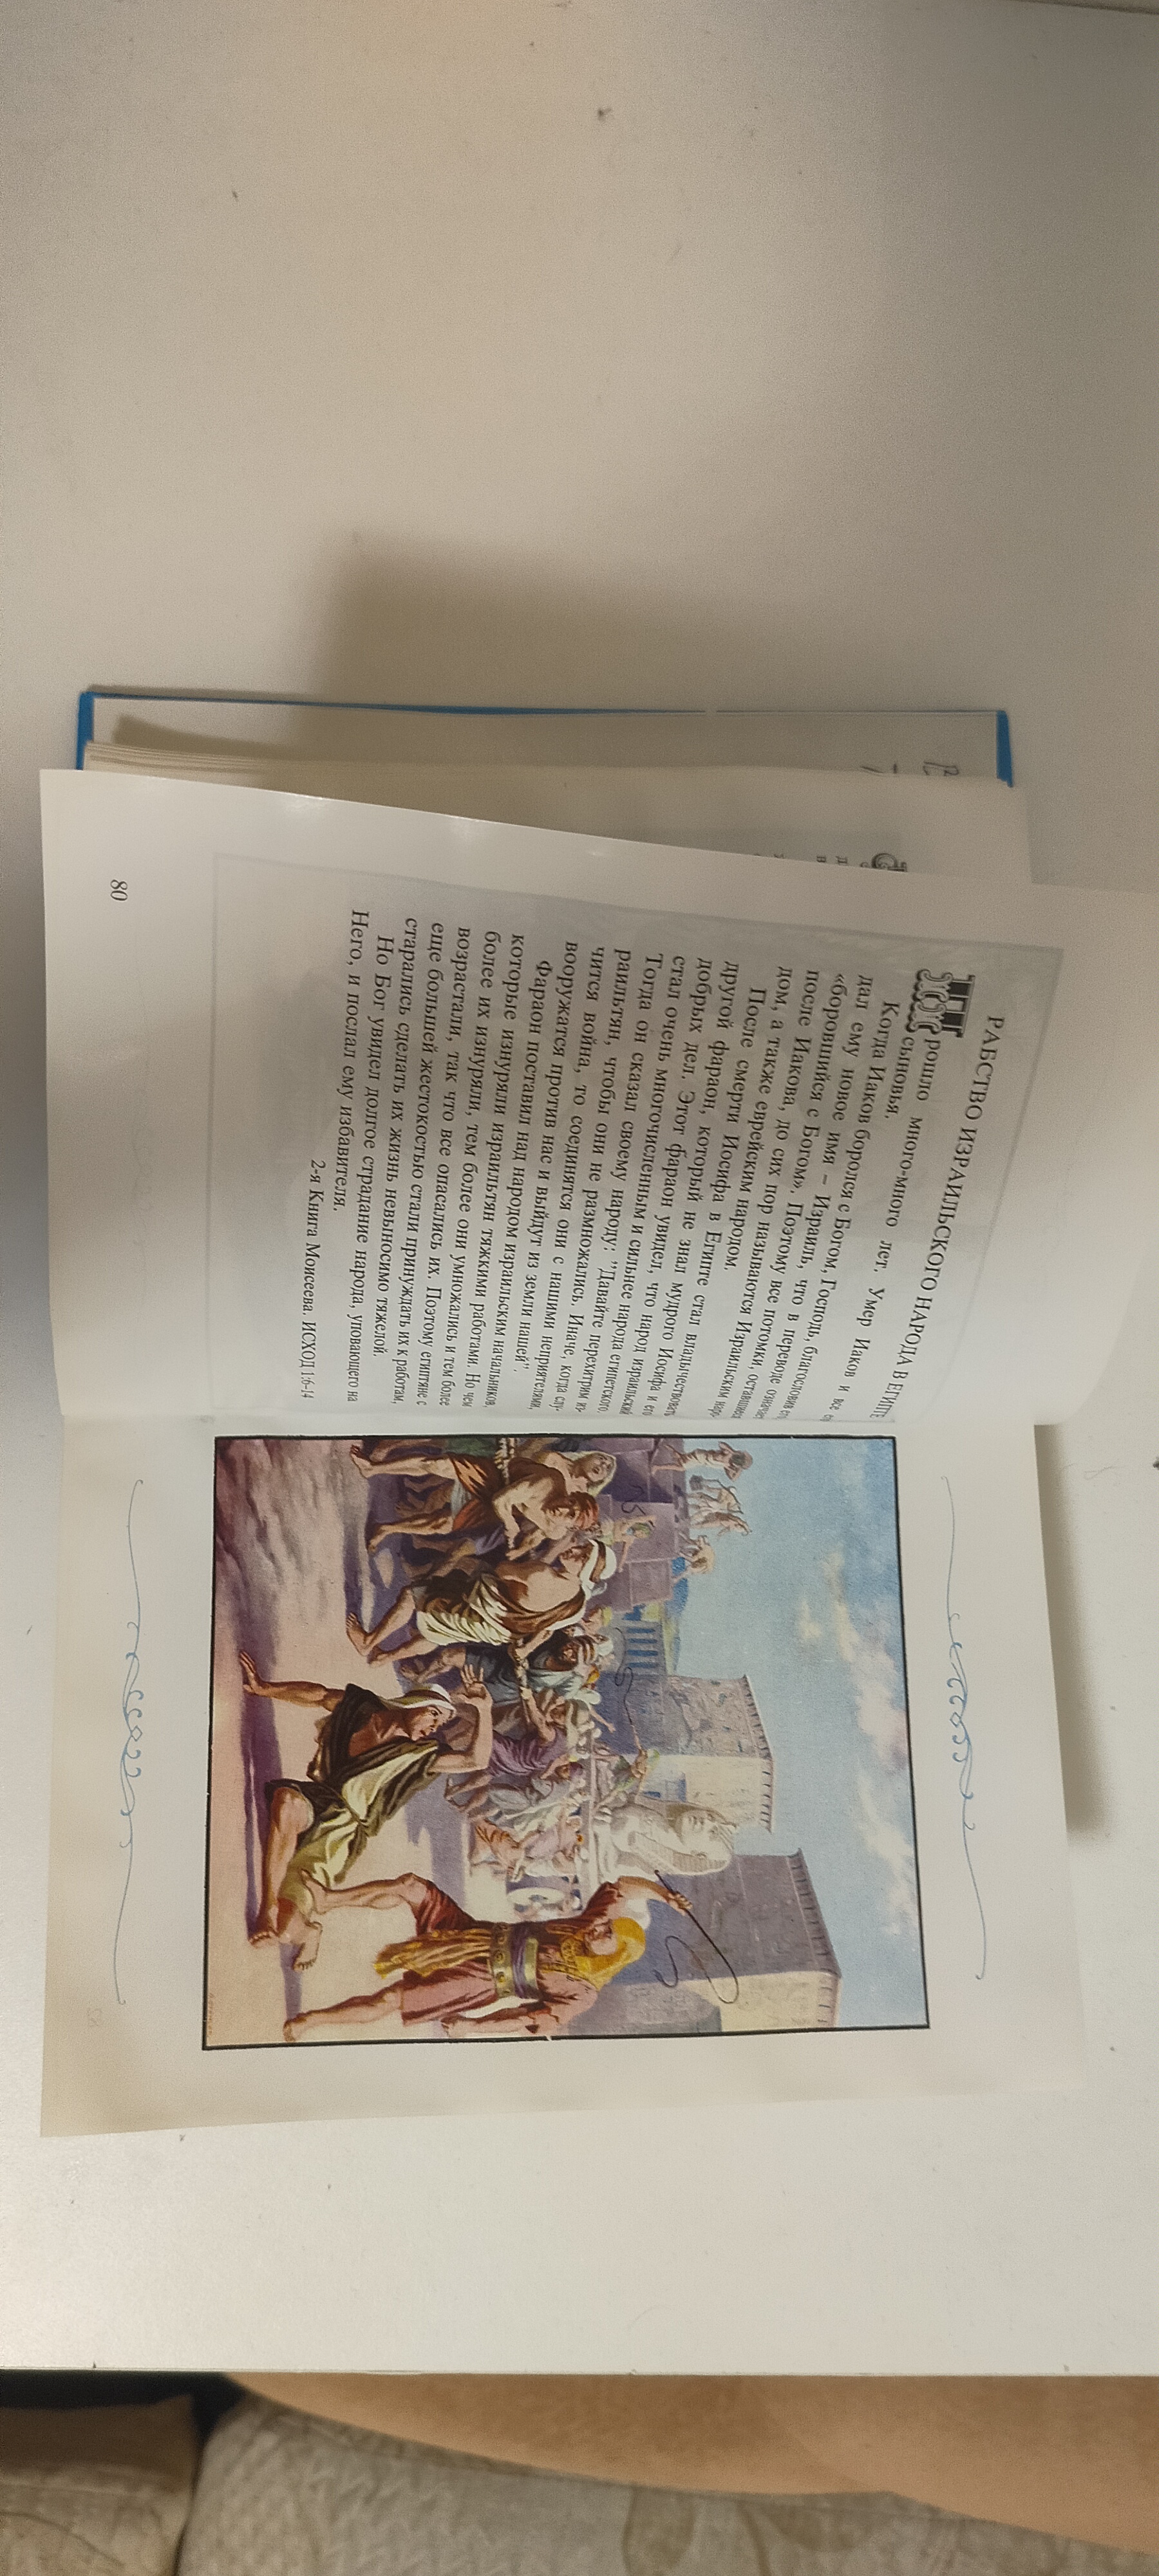 РАБСТВО ИЗРАИЛЬСКОГО НАРОДА В ЕГИПТЕ
Прошло много-много лет. Умер Иаков и все
сыновья.
Когда Иаков боролся с Богом, Господь, благословив его,
дал ему новое имя – Израиль, что в переводе означает
«боровшийся с Богом». Поэтому все потомки, оставшиеся
после Иакова, до сих пор называются Израильским наро-
дом, а также еврейским народом.
После смерти Иосифа в Египте стал владычествовать
другой фараон, который не знал мудрого Иосифа и его
добрых дел. Этот фараон увидел, что народ израильский
стал очень многочисленным и сильнее народа египетского.
Тогда он сказал своему народу: "Давайте перехитрим из-
раильтян, чтобы они не размножались. Иначе, когда слу-
чится война, то соединятся они с нашими неприятелями,
вооружатся против нас и выйдут из земли нашей".
Фараон поставил над народом израильским начальников,
которые изнуряли израильтян тяжкими работами. Но чем
более их изнуряли, тем более они умножались и тем более
возрастали, так что все опасались их. Поэтому египтяне с
еще большей жестокостью стали принуждать их к работам,
старались сделать их жизнь невыносимо тяжелой.
Но Бог увидел долгое страдание народа, уповающего на
Него, и послал ему избавителя.
2-я Книга Моисеева. ИСХОД 1:6-14
80